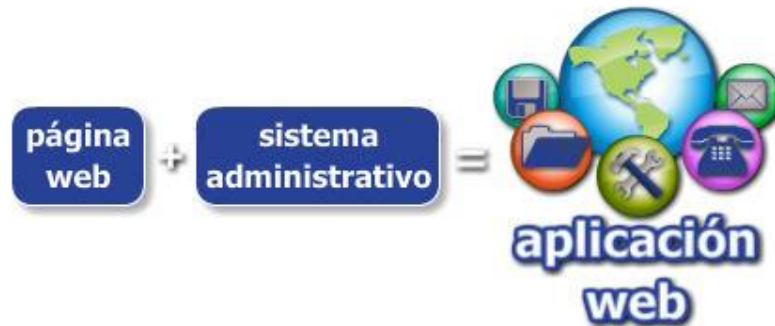 página
web
+
sistema
administrativo
=
aplicación
web